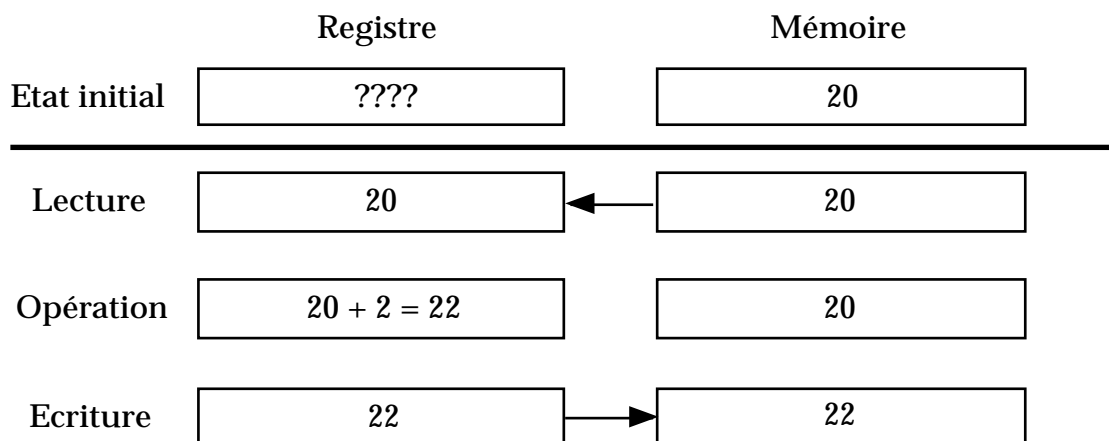 Registre Mémoire
Etat initial ???? 20
Lecture 20 20
Opération 20 + 2 = 22 20
Ecriture 22 22